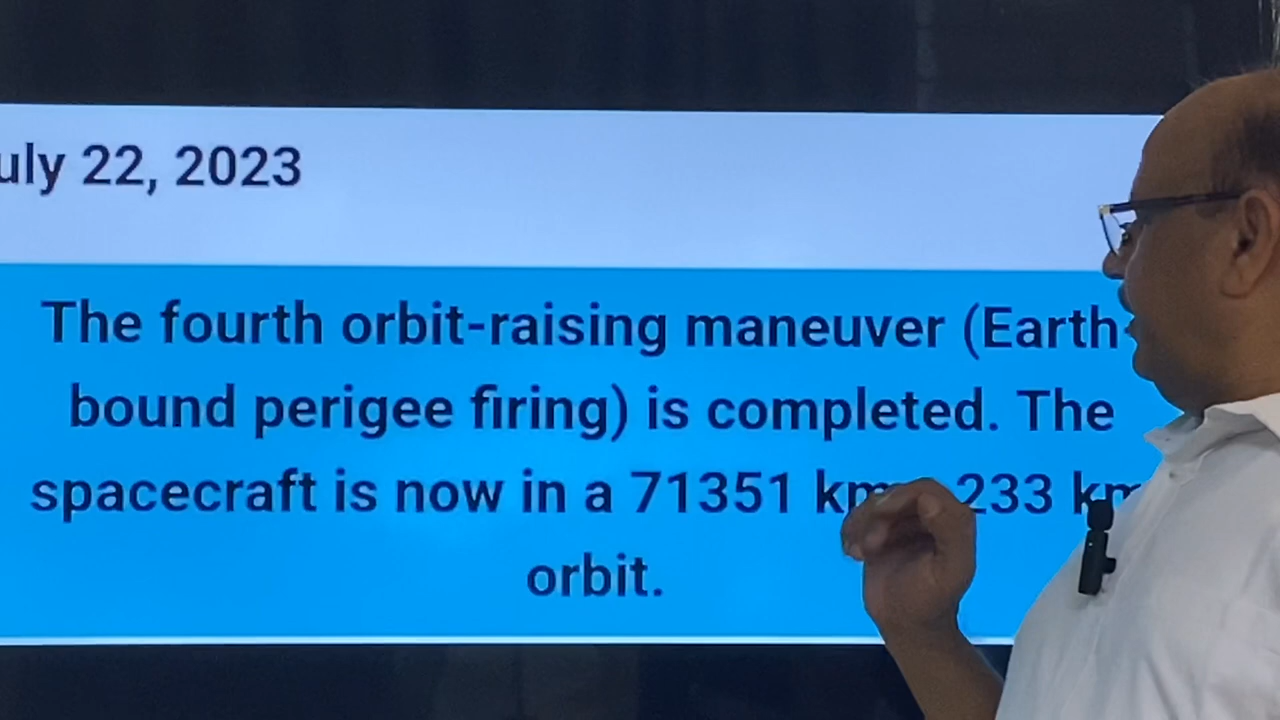 uly 22, 2023
The fourth orbit-raising maneuver (Earth-
bound perigee firing) is completed. The
spacecraft is now in a 71351 km 233 km
orbit.